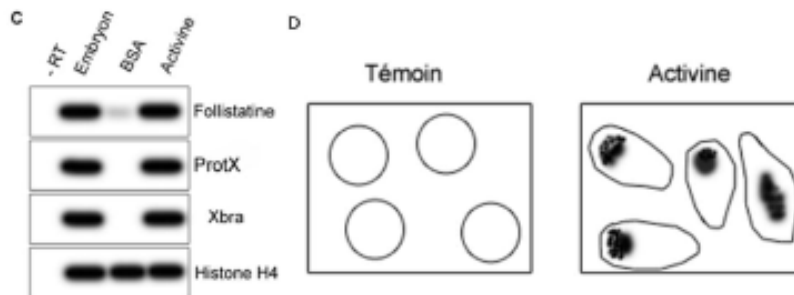 C
- RT
Embryon
BSA
Activine
Follistatine
ProtX
Xbra
Histone H4
D
Témoin
Activine